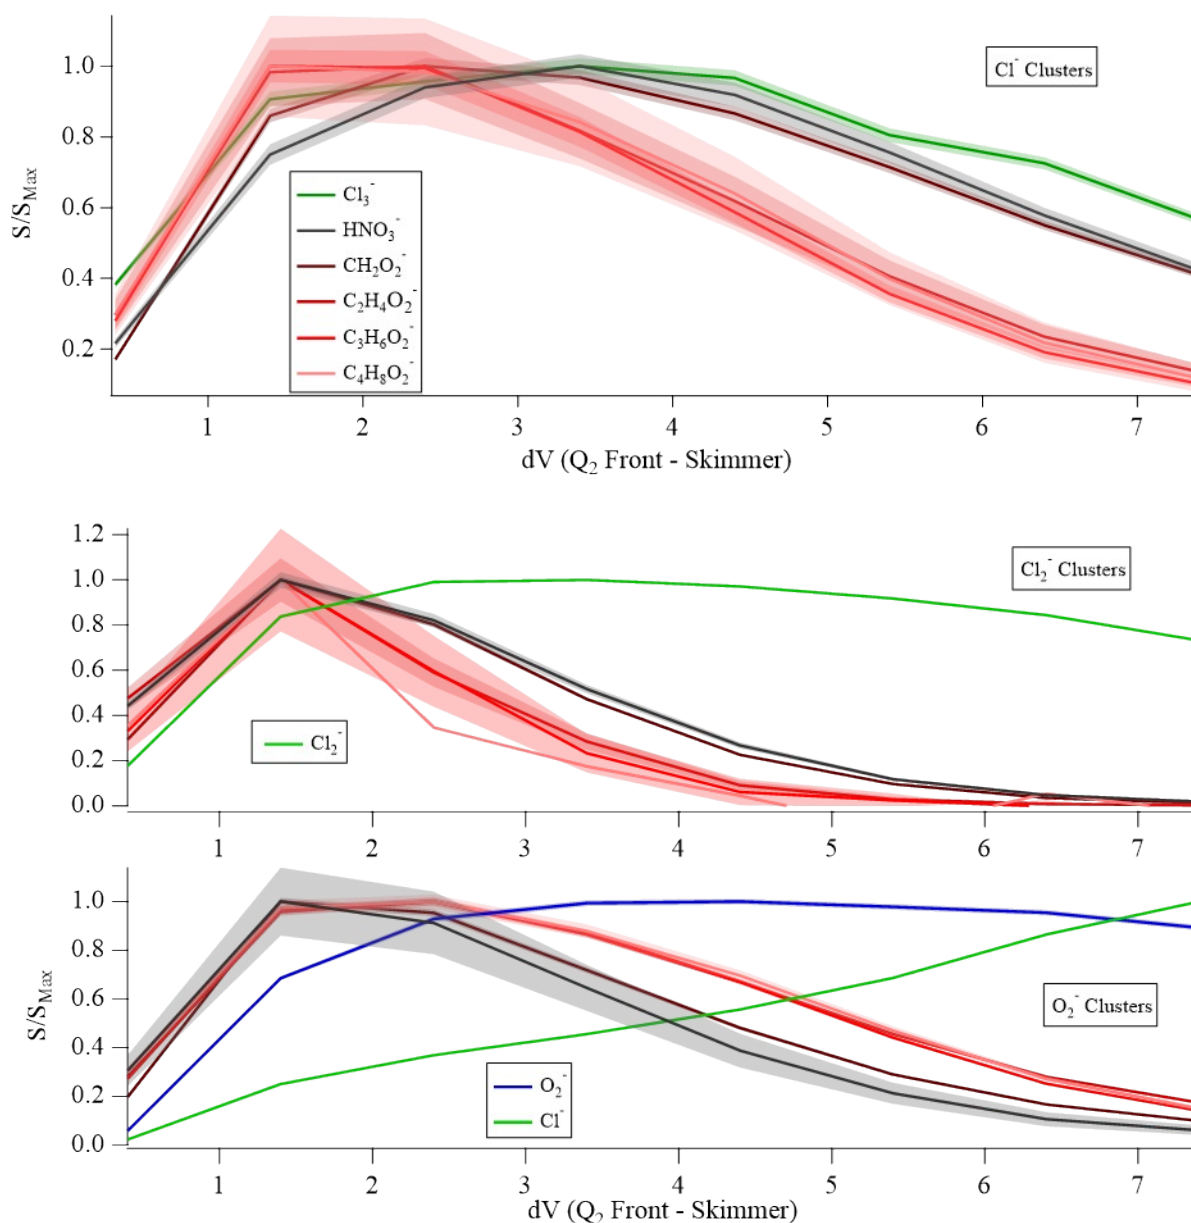 1.0
0.8
0.6
0.4
0.2
S/S_Max
Cl⁻ Clusters
Cl₃⁻
HNO₃⁻
CH₂O₂⁻
C₂H₄O₂⁻
C₃H₆O₂⁻
C₄H₈O₂⁻
1 2 3 4 5 6 7
dV (Q₂ Front - Skimmer)
1.2
1.0
0.8
0.6
0.4
0.2
0.0
Cl₂⁻ Clusters
Cl₂⁻
1 2 3 4 5 6 7
1.0
0.8
0.6
0.4
0.2
0.0
S/S_Max
O₂⁻ Clusters
O₂⁻
Cl⁻
1 2 3 4 5 6 7
dV (Q₂ Front - Skimmer)